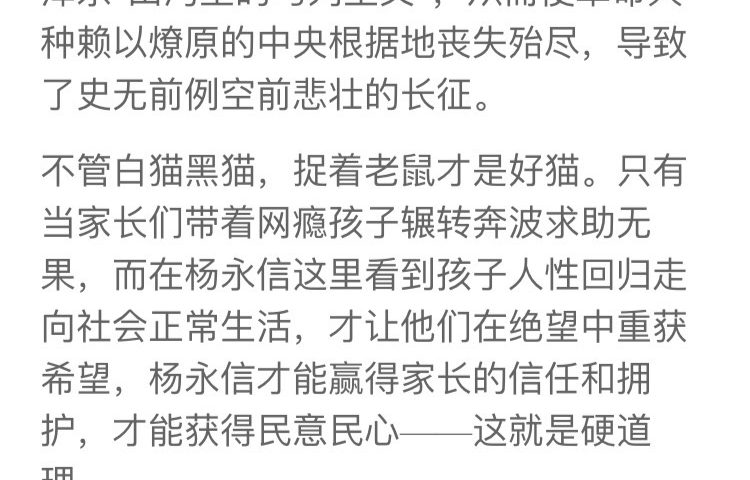 种赖以燎原的中央根据地丧失殆尽，导致
了史无前例空前悲壮的长征。
不管白猫黑猫，捉着老鼠才是好猫。只有
当家长们带着网瘾孩子辗转奔波求助无
果，而在杨永信这里看到孩子人性回归走
向社会正常生活，才让他们在绝望中重获
希望，杨永信才能赢得家长的信任和拥
护，才能获得民意民心——这就是硬道
理